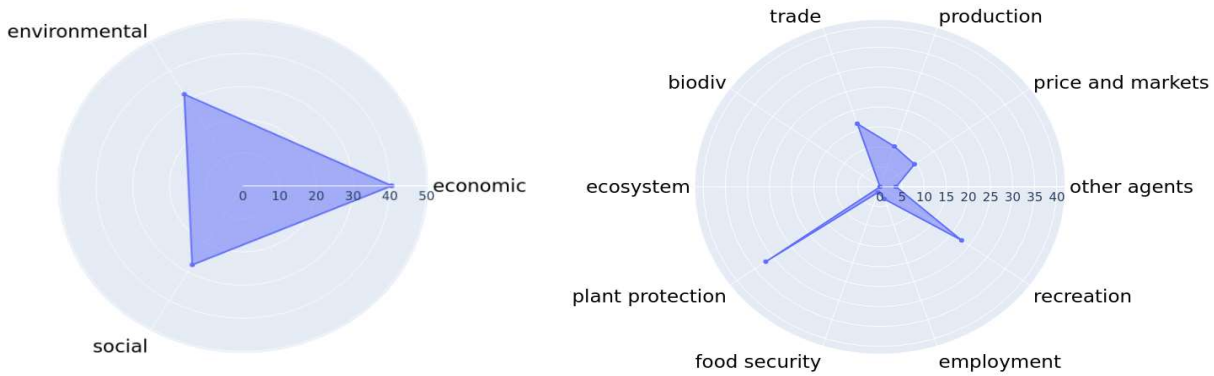 environmental
economic
social
0 10 20 30 40 50
trade
production
biodiv
price and markets
ecosystem
other agents
0 5 10 15 20 25 30 35 40
plant protection
recreation
food security
employment